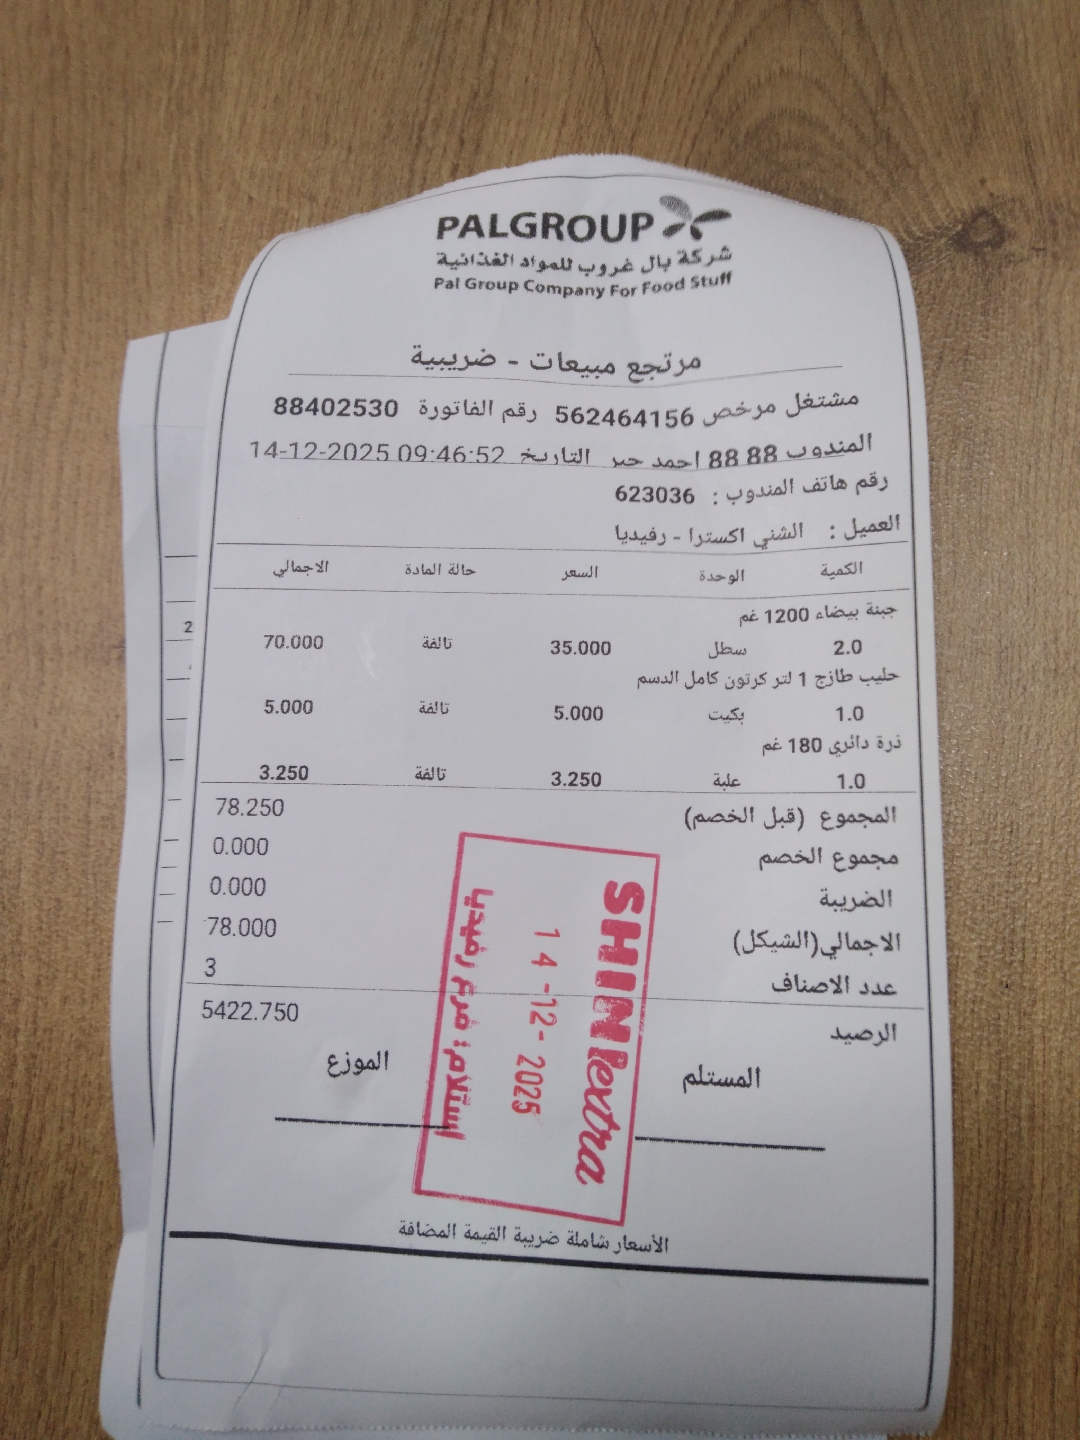 PALGROUP
شركة بال غروب للمواد الغذائية
Pal Group Company For Food Stuff
مرتجع مبيعات - ضريبية
مشتغل مرخص 562464156 رقم الفاتورة 88402530
المندوب 88 88 احمد جبر التاريخ 14-12-2025 09:46:52
رقم هاتف المندوب : 623036
العميل : الشني اكسترا - رفيديا
الكمية الوحدة السعر حالة المادة الاجمالي
جبنة بيضاء 1200 غم
2.0 سطل 35.000 تالفة 70.000
حليب طازج 1 لتر كرتون كامل الدسم
1.0 بكيت 5.000 تالفة 5.000
ذرة دائري 180 غم
1.0 علبة 3.250 تالفة 3.250
المجموع (قبل الخصم) 78.250
مجموع الخصم 0.000
الضريبة 0.000
الاجمالي(الشيكل) 78.000
عدد الاصناف 3
الرصيد 5422.750
المستلم الموزع
SHINIextra
14-12-2025
استلام: فرع رفيديا
الأسعار شاملة ضريبة القيمة المضافة
2